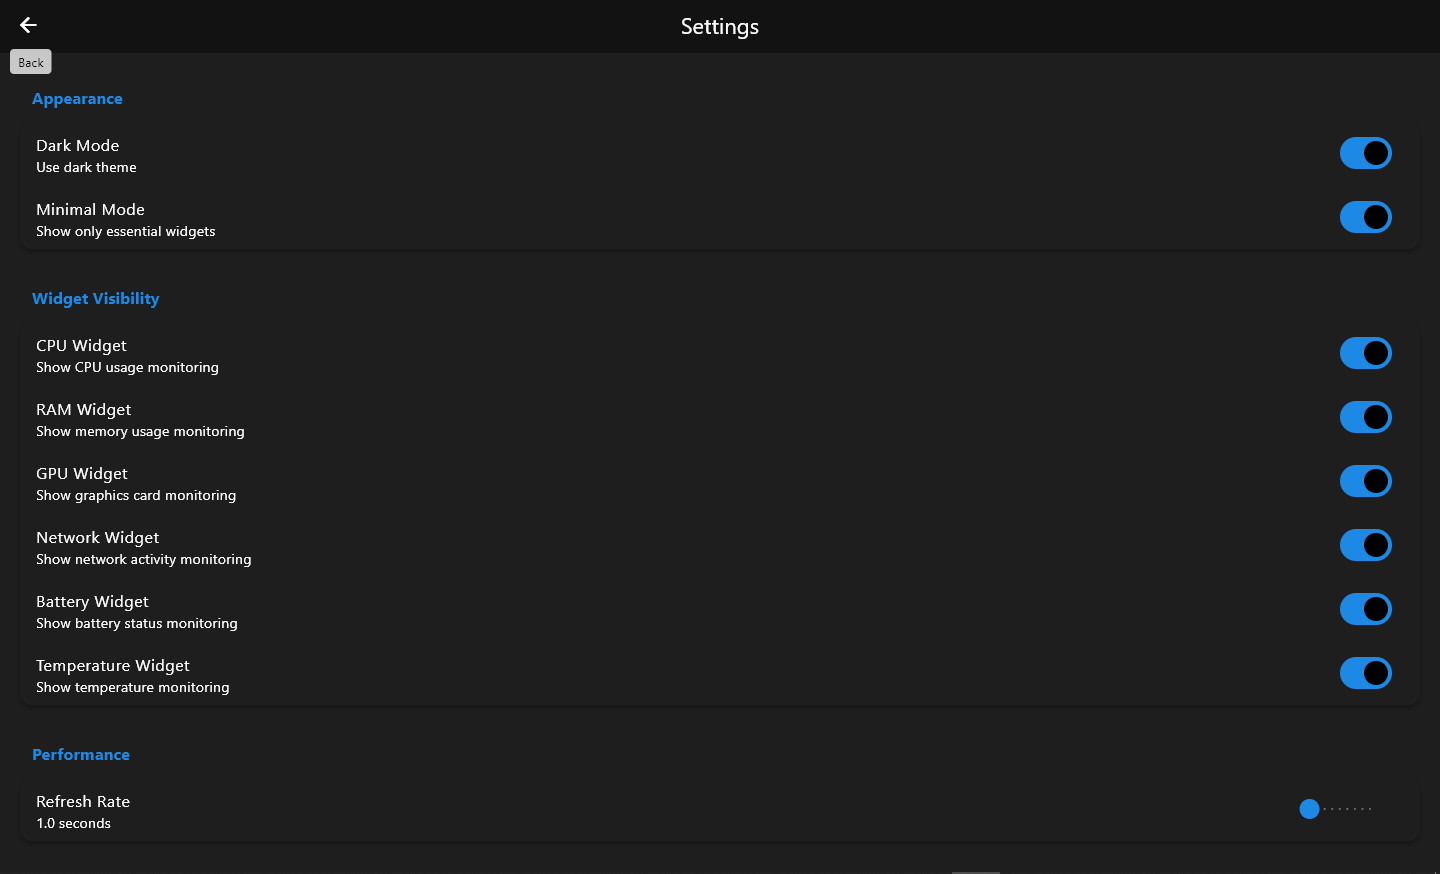 Settings
Back
Appearance
Dark Mode
Use dark theme
Minimal Mode
Show only essential widgets
Widget Visibility
CPU Widget
Show CPU usage monitoring
RAM Widget
Show memory usage monitoring
GPU Widget
Show graphics card monitoring
Network Widget
Show network activity monitoring
Battery Widget
Show battery status monitoring
Temperature Widget
Show temperature monitoring
Performance
Refresh Rate
1.0 seconds